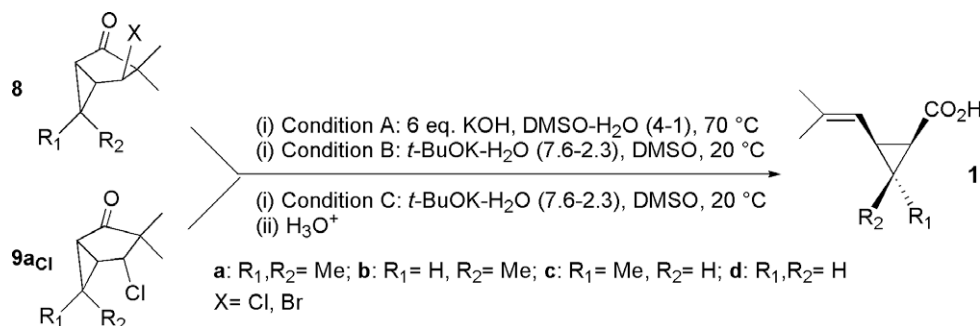 O
X
8
R₁ R₂
O
9a_Cl
Cl
R₁ R₂
(i) Condition A: 6 eq. KOH, DMSO-H₂O (4-1), 70 °C
(i) Condition B: t-BuOK-H₂O (7.6-2.3), DMSO, 20 °C
(i) Condition C: t-BuOK-H₂O (7.6-2.3), DMSO, 20 °C
(ii) H₃O⁺
a: R₁,R₂= Me; b: R₁= H, R₂= Me; c: R₁= Me, R₂= H; d: R₁,R₂= H
X= Cl, Br
CO₂H
1
R₂ R₁